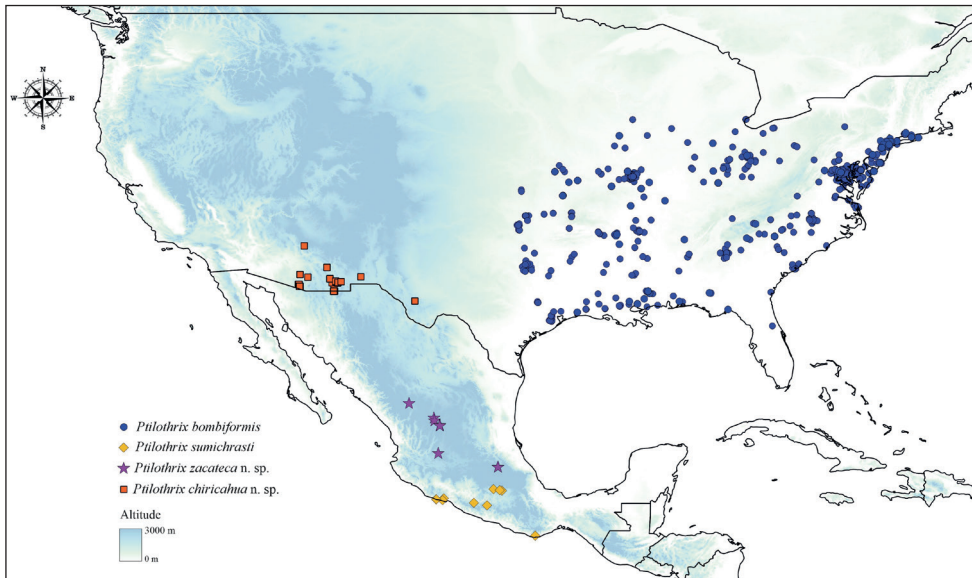 N
W E
S
Ptilothrix bombiformis
Ptilothrix sumichrasti
Ptilothrix zacateca n. sp.
Ptilothrix chiricahua n. sp.
Altitude
3000 m
0 m